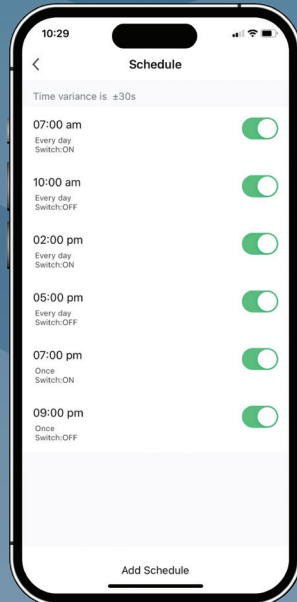 10:29
Schedule
Time variance is ±30s
07:00 am
Every day
Switch:ON
10:00 am
Every day
Switch:OFF
02:00 pm
Every day
Switch:ON
05:00 pm
Every day
Switch:OFF
07:00 pm
Once
Switch:ON
09:00 pm
Once
Switch:OFF
Add Schedule